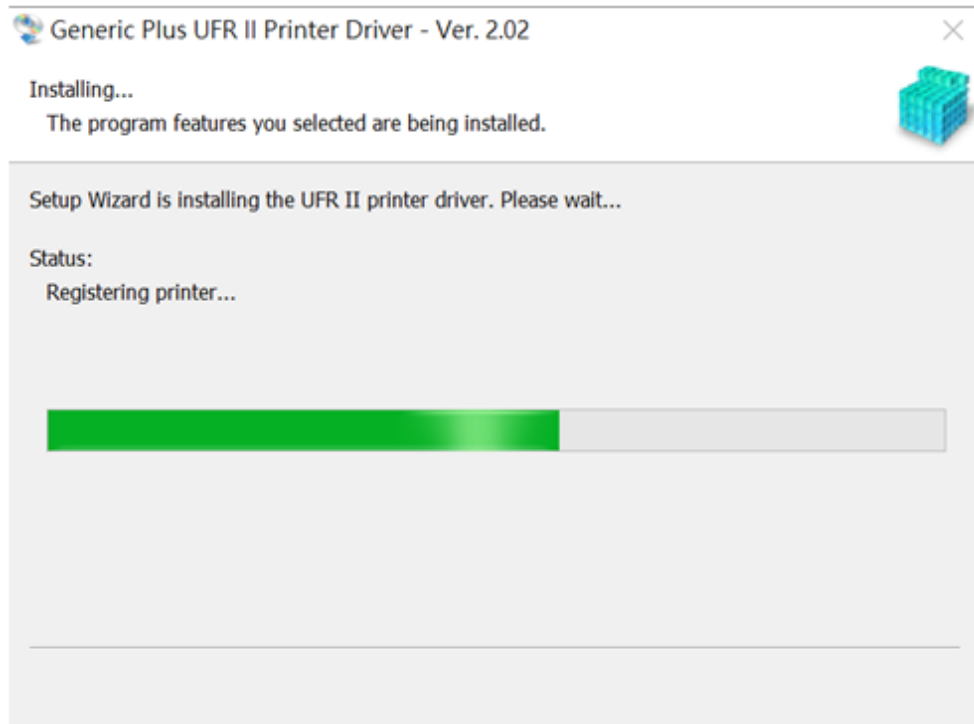 Generic Plus UFR II Printer Driver - Ver. 2.02
Installing...
The program features you selected are being installed.
Setup Wizard is installing the UFR II printer driver. Please wait...
Status:
Registering printer...